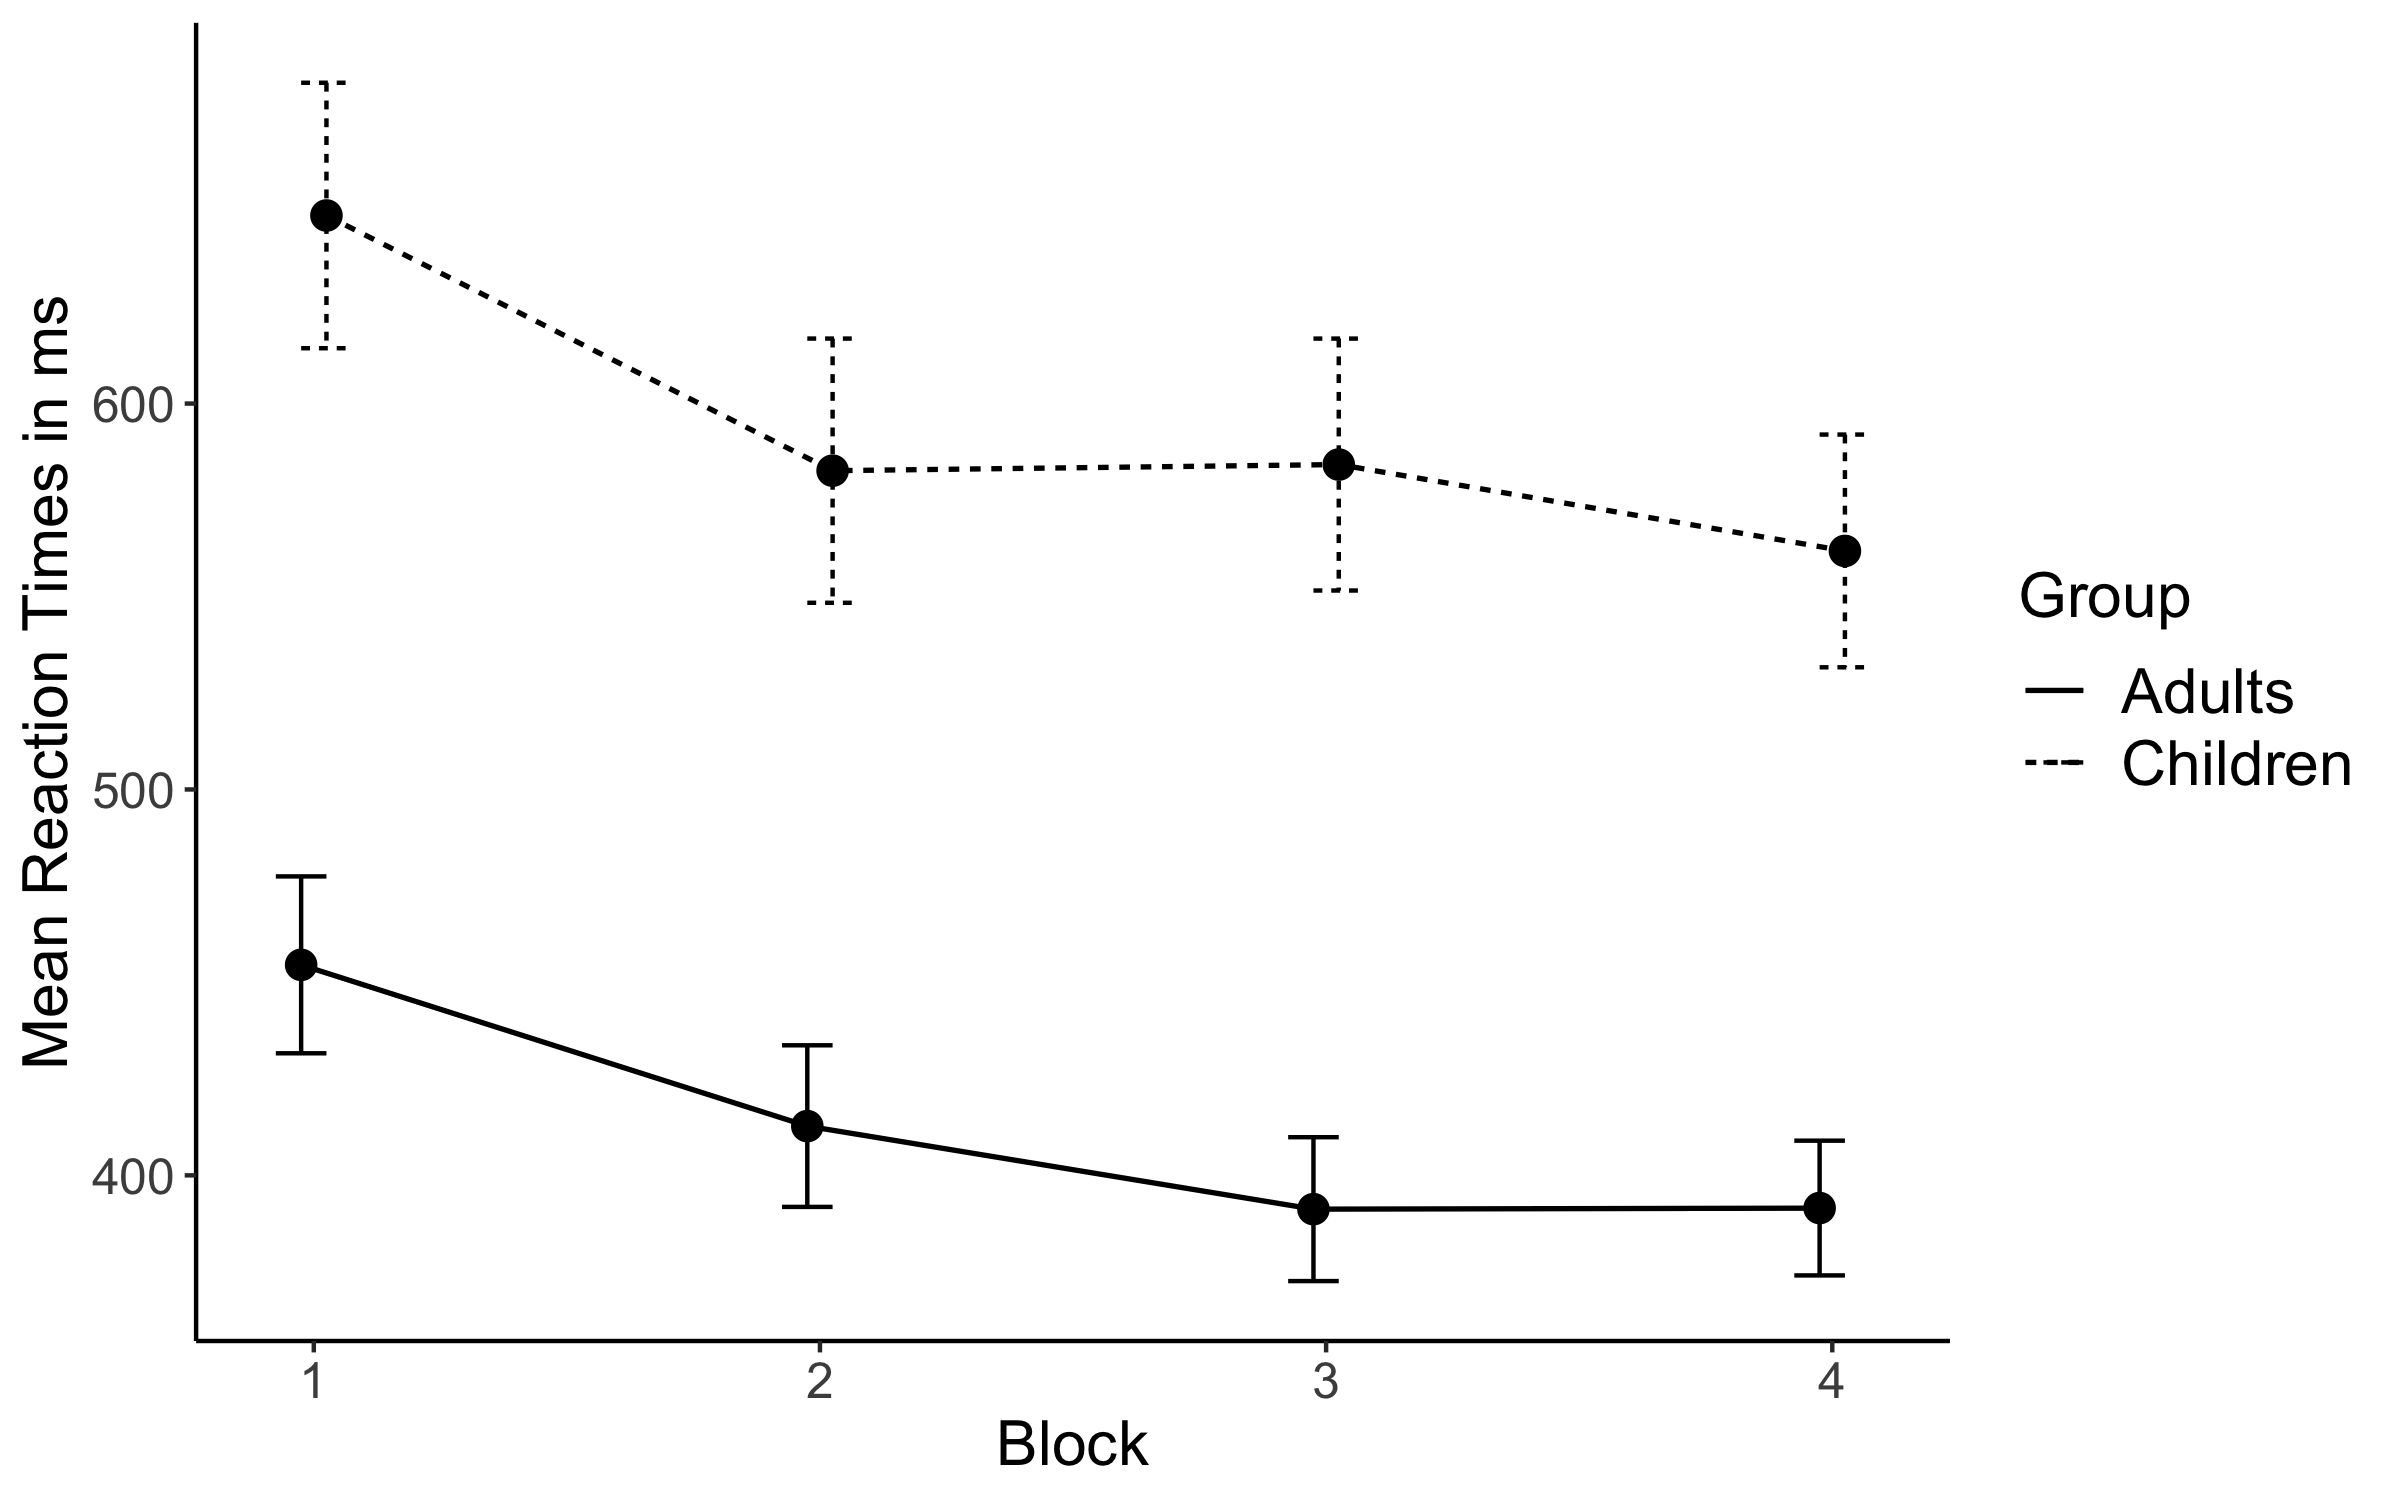 Mean Reaction Times in ms
600
500
400
1 2 3 4
Block
Group
Adults
Children